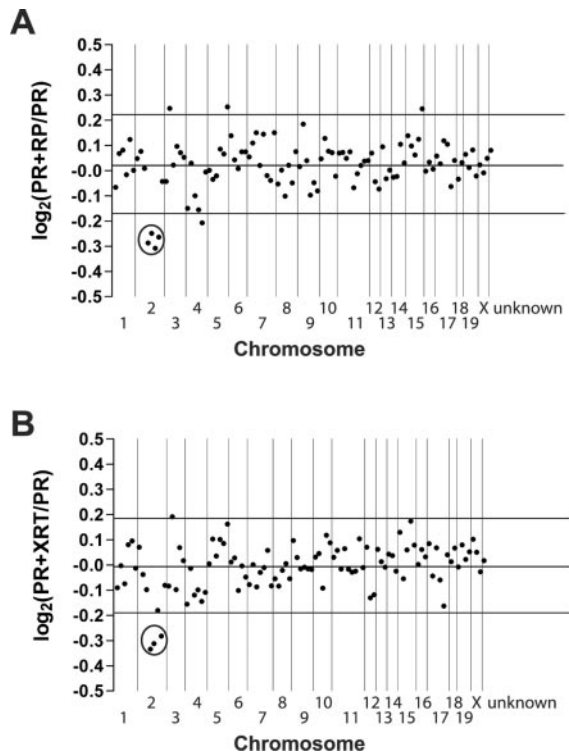 A
log2(PR+RP/PR)
0.5
0.4
0.3
0.2
0.1
-0.0
-0.1
-0.2
-0.3
-0.4
-0.5
2 4 6 8 10 12 14 16 18 X unknown
1 3 5 7 9 11 13 15 17 19
Chromosome
B
log2(PR+XRT/PR)
0.5
0.4
0.3
0.2
0.1
-0.0
-0.1
-0.2
-0.3
-0.4
-0.5
2 4 6 8 10 12 14 16 18 X unknown
1 3 5 7 9 11 13 15 17 19
Chromosome